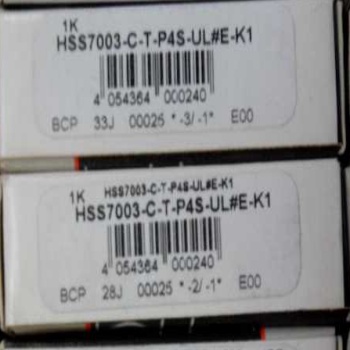 1K
HSS7003-C-T-P4S-UL#E-K1
4 054364 000240
BCP 33J 00025 * -3/ -1* E00
1K HSS7003-C-T-P4S-UL#E-K1
HSS7003-C-T-P4S-UL#E-K1
4 054364 000240
BCP 28J 00025 * -2/ -1* E00